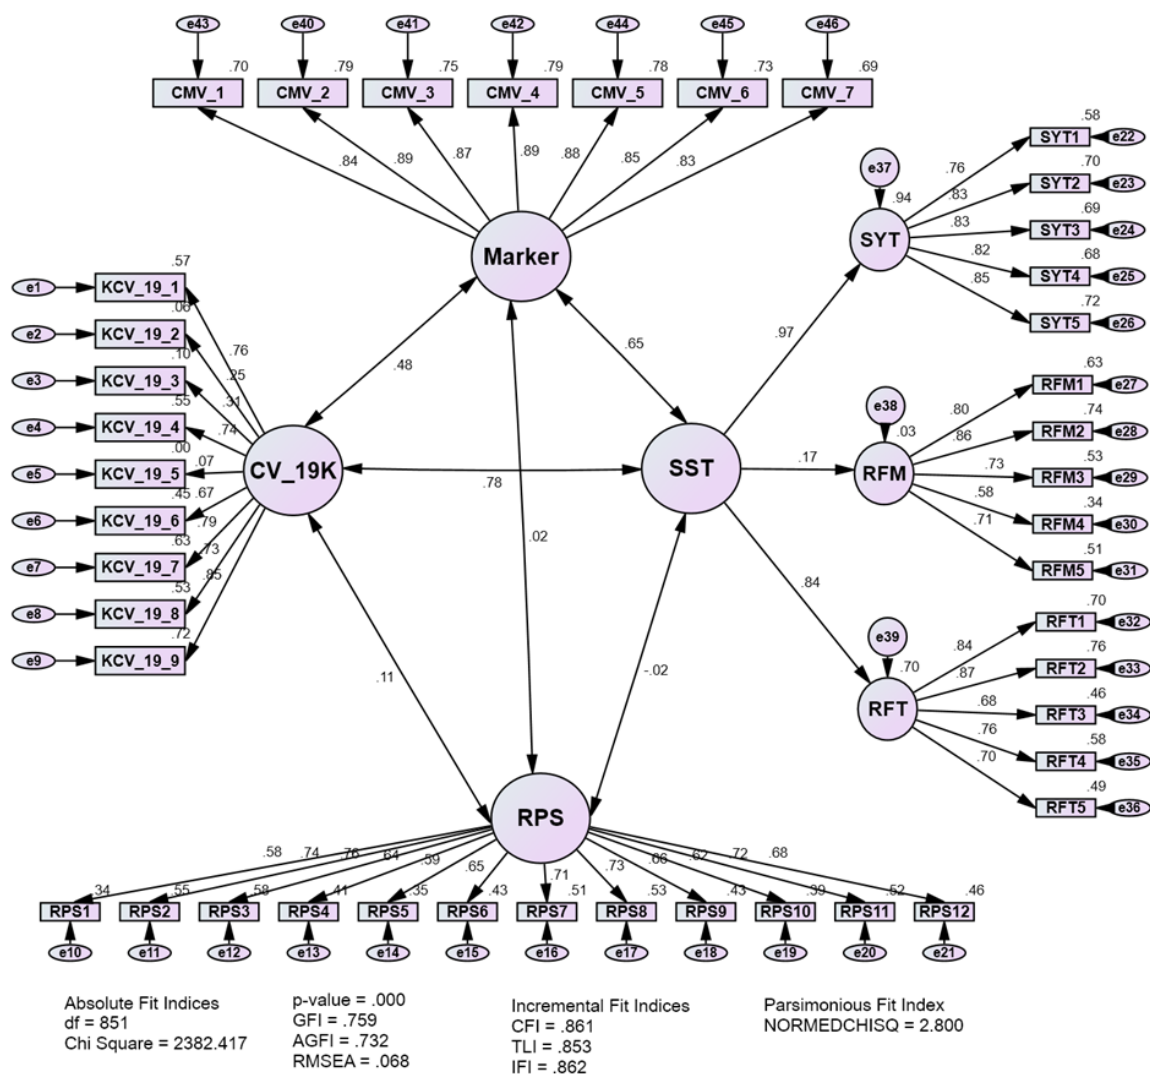 e43 e40 e41 e42 e44 e45 e46
.70 .79 .75 .79 .78 .73 .69
CMV_1 CMV_2 CMV_3 CMV_4 CMV_5 CMV_6 CMV_7
.84 .89 .87 .89 .88 .85 .83
Marker
.48 .65
.02
e1 KCV_19_1 .57
e2 KCV_19_2 .06
e3 KCV_19_3 .10
e4 KCV_19_4 .55
e5 KCV_19_5 .00
e6 KCV_19_6 .45
e7 KCV_19_7 .63
e8 KCV_19_8 .53
e9 KCV_19_9 .72
.76
.25
.31
.74
.07
.67
.79
.73
.85
CV_19K
.78
SST
.97
.17
.84
e37
.94
SYT
.76 .58 SYT1 e22
.83 .70 SYT2 e23
.83 .69 SYT3 e24
.82 .68 SYT4 e25
.85 .72 SYT5 e26
e38
.03
RFM
.80 .63 RFM1 e27
.86 .74 RFM2 e28
.73 .53 RFM3 e29
.58 .34 RFM4 e30
.71 .51 RFM5 e31
e39
.70
RFT
.84 .70 RFT1 e32
.87 .76 RFT2 e33
.68 .46 RFT3 e34
.76 .58 RFT4 e35
.70 .49 RFT5 e36
.11 -.02
RPS
.58 .74 .76 .64 .59 .65 .71 .73 .66 .62 .72 .68
.34 .55 .58 .41 .35 .43 .51 .53 .43 .39 .52 .46
RPS1 RPS2 RPS3 RPS4 RPS5 RPS6 RPS7 RPS8 RPS9 RPS10 RPS11 RPS12
e10 e11 e12 e13 e14 e15 e16 e17 e18 e19 e20 e21
Absolute Fit Indices
df = 851
Chi Square = 2382.417
p-value = .000
GFI = .759
AGFI = .732
RMSEA = .068
Incremental Fit Indices
CFI = .861
TLI = .853
IFI = .862
Parsimonious Fit Index
NORMEDCHISQ = 2.800